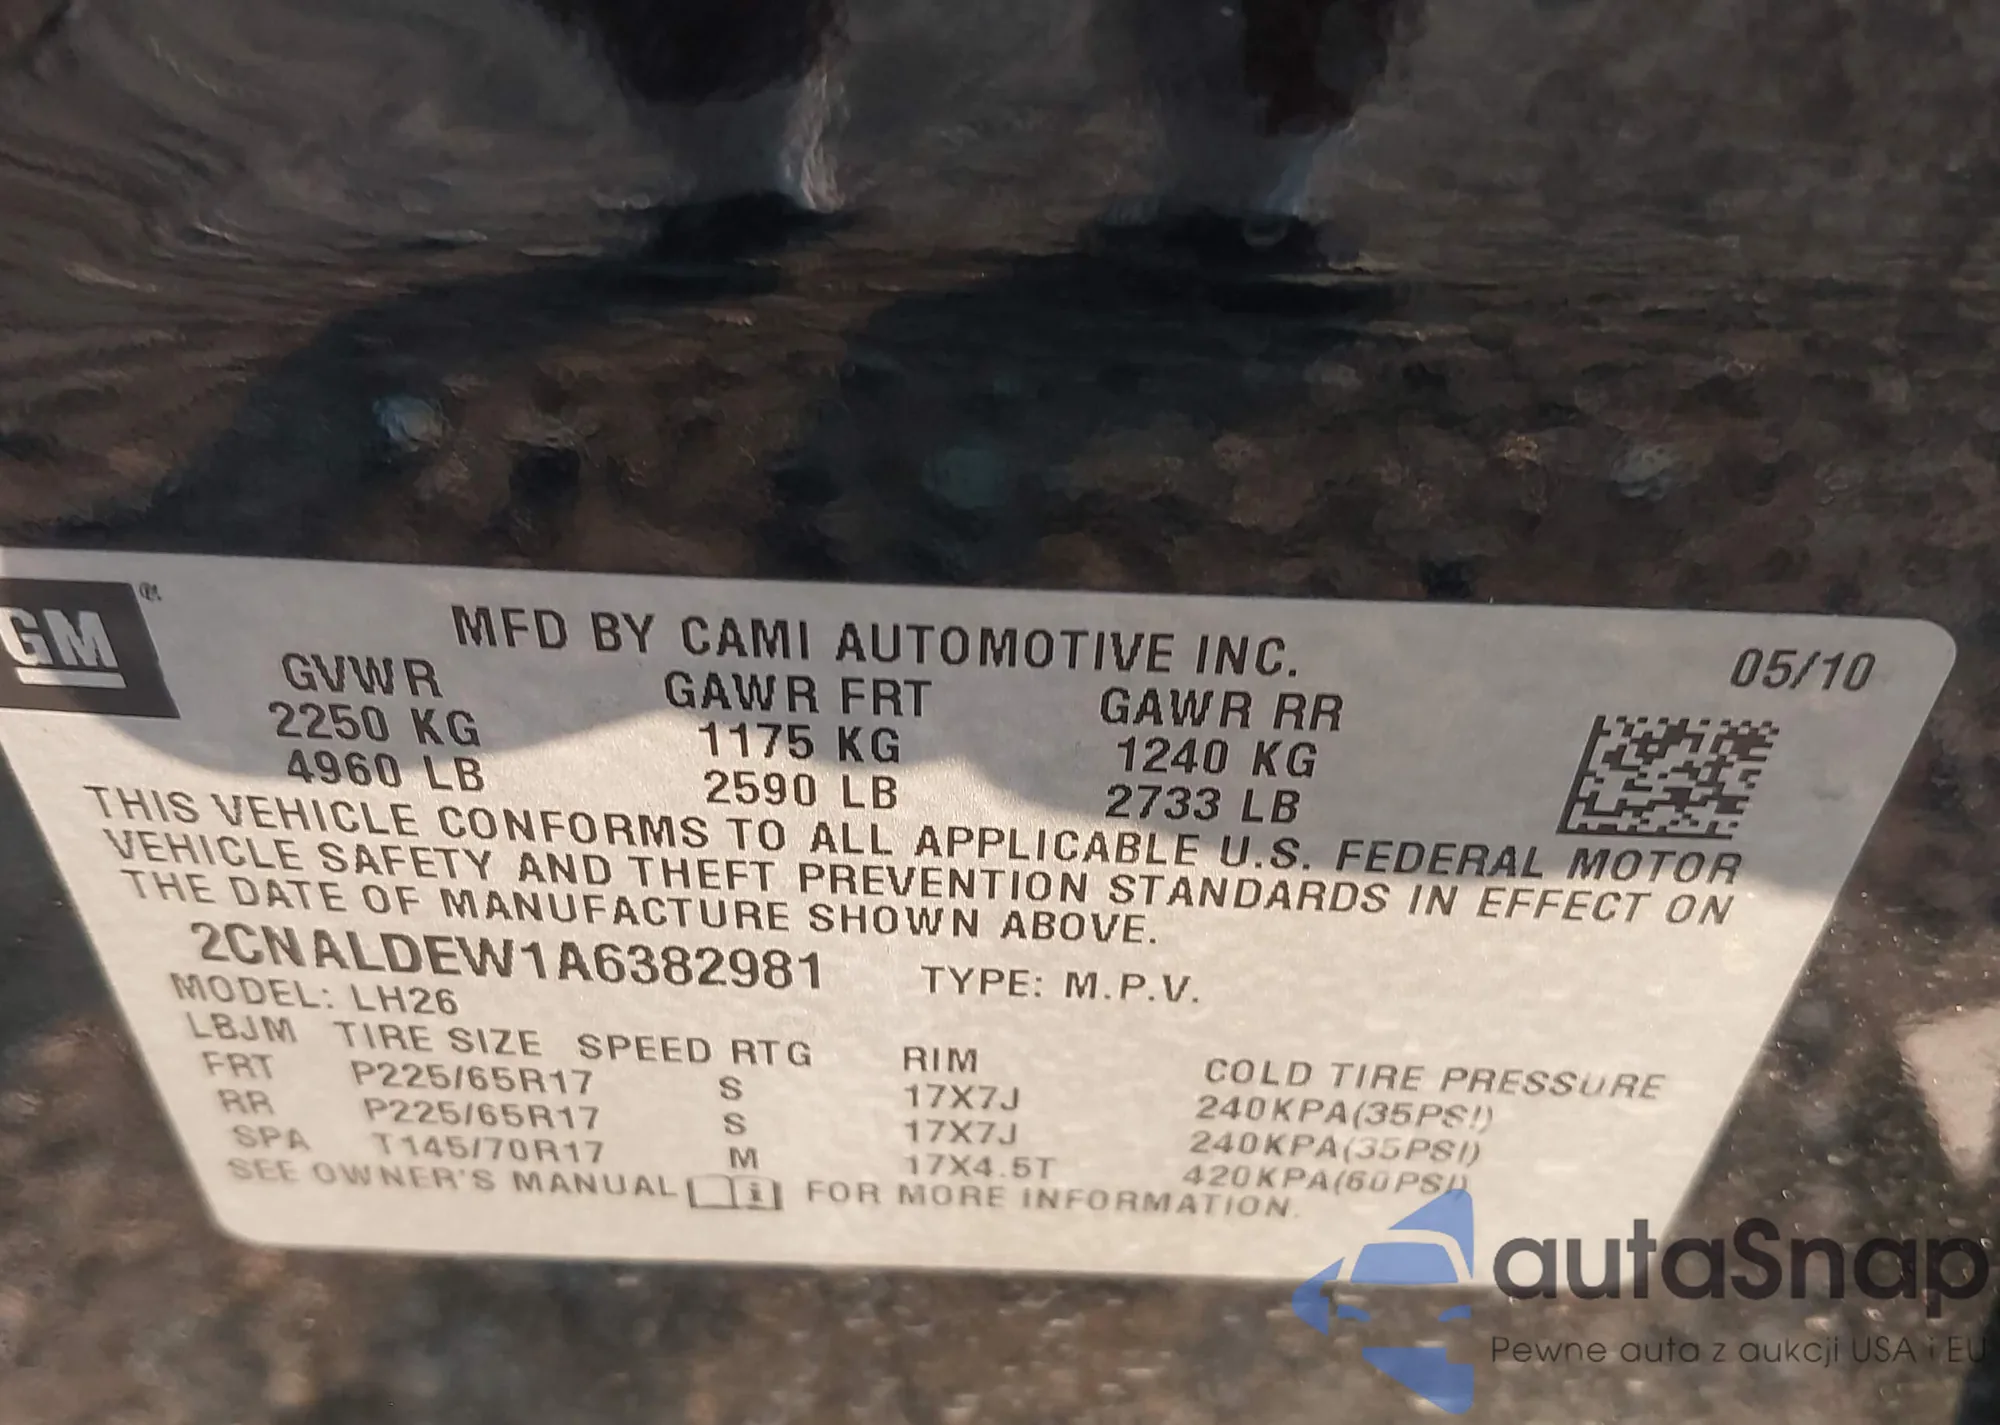 GM
MFD BY CAMI AUTOMOTIVE INC. 05/10
GVWR GAWR FRT GAWR RR
2250 KG 1175 KG 1240 KG
4960 LB 2590 LB 2733 LB
THIS VEHICLE CONFORMS TO ALL APPLICABLE U.S. FEDERAL MOTOR
VEHICLE SAFETY AND THEFT PREVENTION STANDARDS IN EFFECT ON
THE DATE OF MANUFACTURE SHOWN ABOVE.
2CNALDEW1A6382981 TYPE: M.P.V.
MODEL: LH26
LBJM TIRE SIZE SPEED RTG RIM COLD TIRE PRESSURE
FRT P225/65R17 S 17X7J 240KPA(35PSI)
RR P225/65R17 S 17X7J 240KPA(35PSI)
SPA T145/70R17 M 17X4.5T 420KPA(60PSI)
SEE OWNER'S MANUAL i FOR MORE INFORMATION.
autaSnap
Pewne auta z aukcji USA i EU